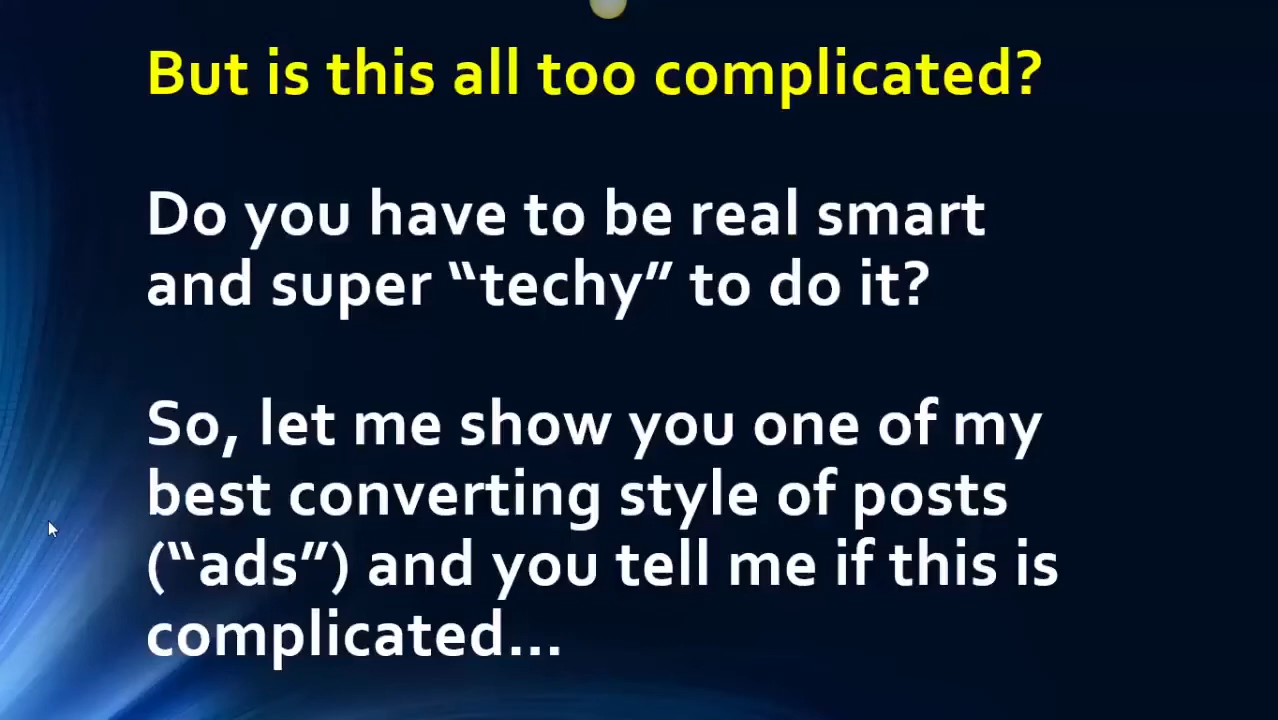 But is this all too complicated?
Do you have to be real smart
and super “techy” to do it?
So, let me show you one of my
best converting style of posts
(“ads”) and you tell me if this is
complicated...